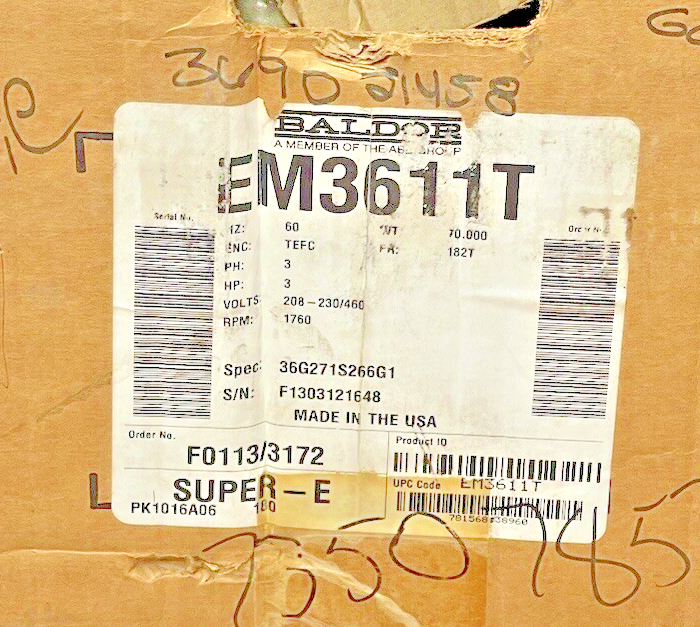 3690 21458
BALDOR
A MEMBER OF THE ABB GROUP
EM3611T
Serial No.
Order No.
HZ: 60 WT 70.000
ENC: TEFC FR: 182T
PH: 3
HP: 3
VOLTS: 208-230/460
RPM: 1760
Spec: 36G271S266G1
S/N: F1303121648
MADE IN THE USA
Order No.
F0113/3172
Product ID
SUPER-E
UPC Code EM3611T
PK1016A06 180